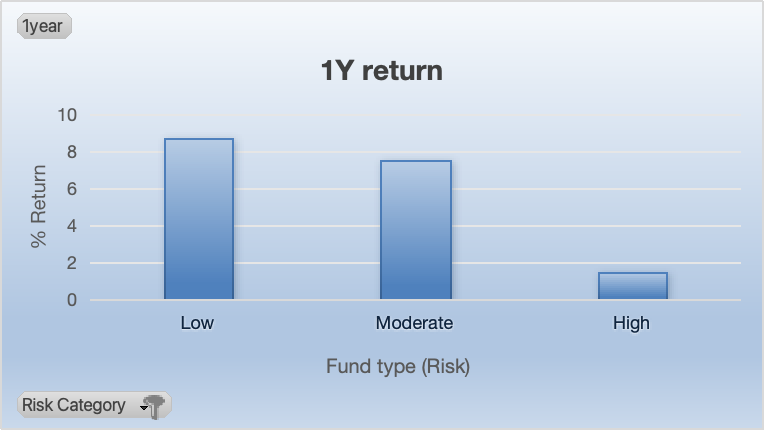 1year
1Y return
10
8
6
4
2
0
% Return
Low Moderate High
Fund type (Risk)
Risk Category